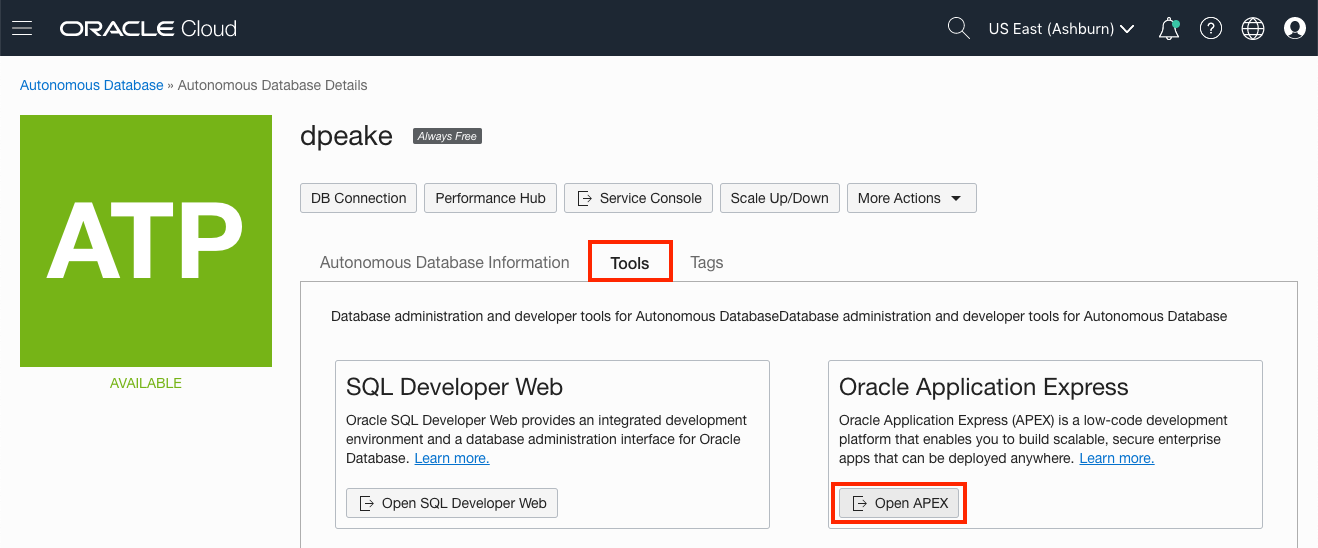 ORACLE Cloud
US East (Ashburn)
Autonomous Database » Autonomous Database Details
ATP
AVAILABLE
dpeake Always Free
DB Connection Performance Hub Service Console Scale Up/Down More Actions
Autonomous Database Information Tools Tags
Database administration and developer tools for Autonomous DatabaseDatabase administration and developer tools for Autonomous Database
SQL Developer Web
Oracle SQL Developer Web provides an integrated development
environment and a database administration interface for Oracle
Database. Learn more.
Open SQL Developer Web
Oracle Application Express
Oracle Application Express (APEX) is a low-code development
platform that enables you to build scalable, secure enterprise
apps that can be deployed anywhere. Learn more.
Open APEX